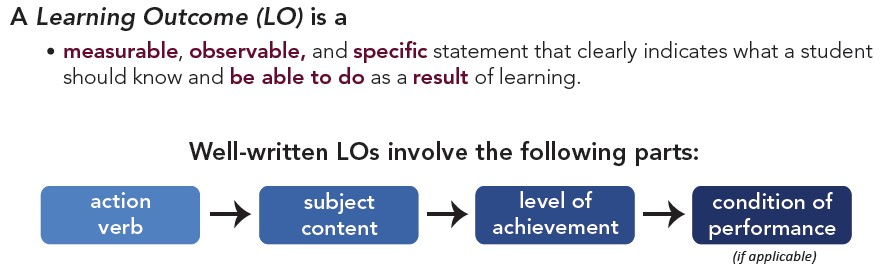 A Learning Outcome (LO) is a
• measurable, observable, and specific statement that clearly indicates what a student
should know and be able to do as a result of learning.
Well-written LOs involve the following parts:
action
verb
subject
content
level of
achievement
condition of
performance
(if applicable)